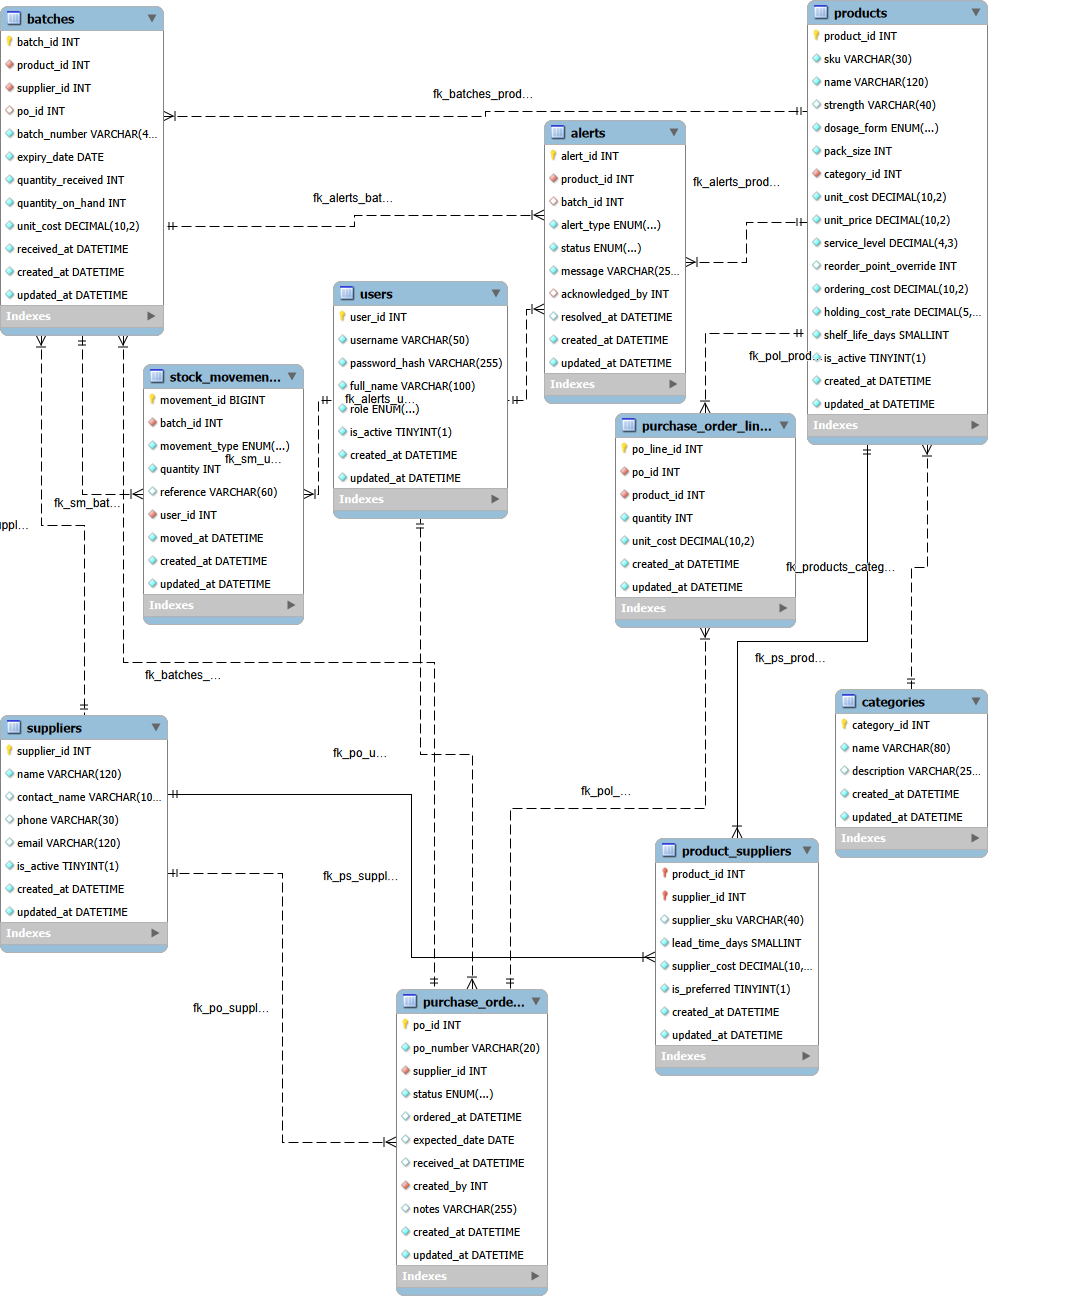 batches
batch_id INT
product_id INT
supplier_id INT
po_id INT
batch_number VARCHAR(4...
expiry_date DATE
quantity_received INT
quantity_on_hand INT
unit_cost DECIMAL(10,2)
received_at DATETIME
created_at DATETIME
updated_at DATETIME
Indexes
fk_batches_prod...
products
product_id INT
sku VARCHAR(30)
name VARCHAR(120)
strength VARCHAR(40)
dosage_form ENUM(...)
pack_size INT
category_id INT
unit_cost DECIMAL(10,2)
unit_price DECIMAL(10,2)
service_level DECIMAL(4,3)
reorder_point_override INT
ordering_cost DECIMAL(10,2)
holding_cost_rate DECIMAL(5,...
shelf_life_days SMALLINT
is_active TINYINT(1)
created_at DATETIME
updated_at DATETIME
Indexes
alerts
alert_id INT
product_id INT
batch_id INT
alert_type ENUM(...)
status ENUM(...)
message VARCHAR(25...
acknowledged_by INT
resolved_at DATETIME
created_at DATETIME
updated_at DATETIME
Indexes
fk_alerts_prod...
fk_alerts_bat...
users
user_id INT
username VARCHAR(50)
password_hash VARCHAR(255)
full_name VARCHAR(100)
role ENUM(...)
is_active TINYINT(1)
created_at DATETIME
updated_at DATETIME
Indexes
fk_alerts_u...
fk_pol_prod...
stock_movemen...
movement_id BIGINT
batch_id INT
movement_type ENUM(...)
quantity INT
reference VARCHAR(60)
user_id INT
moved_at DATETIME
created_at DATETIME
updated_at DATETIME
Indexes
fk_sm_u...
fk_sm_bat...
uppl...
purchase_order_lin...
po_line_id INT
po_id INT
product_id INT
quantity INT
unit_cost DECIMAL(10,2)
created_at DATETIME
updated_at DATETIME
Indexes
fk_products_categ...
fk_ps_prod...
fk_batches_...
suppliers
supplier_id INT
name VARCHAR(120)
contact_name VARCHAR(10...
phone VARCHAR(30)
email VARCHAR(120)
is_active TINYINT(1)
created_at DATETIME
updated_at DATETIME
Indexes
fk_po_u...
fk_pol_...
categories
category_id INT
name VARCHAR(80)
description VARCHAR(25...
created_at DATETIME
updated_at DATETIME
Indexes
fk_ps_suppl...
product_suppliers
product_id INT
supplier_id INT
supplier_sku VARCHAR(40)
lead_time_days SMALLINT
supplier_cost DECIMAL(10,...
is_preferred TINYINT(1)
created_at DATETIME
updated_at DATETIME
Indexes
fk_po_suppl...
purchase_orde...
po_id INT
po_number VARCHAR(20)
supplier_id INT
status ENUM(...)
ordered_at DATETIME
expected_date DATE
received_at DATETIME
created_by INT
notes VARCHAR(255)
created_at DATETIME
updated_at DATETIME
Indexes